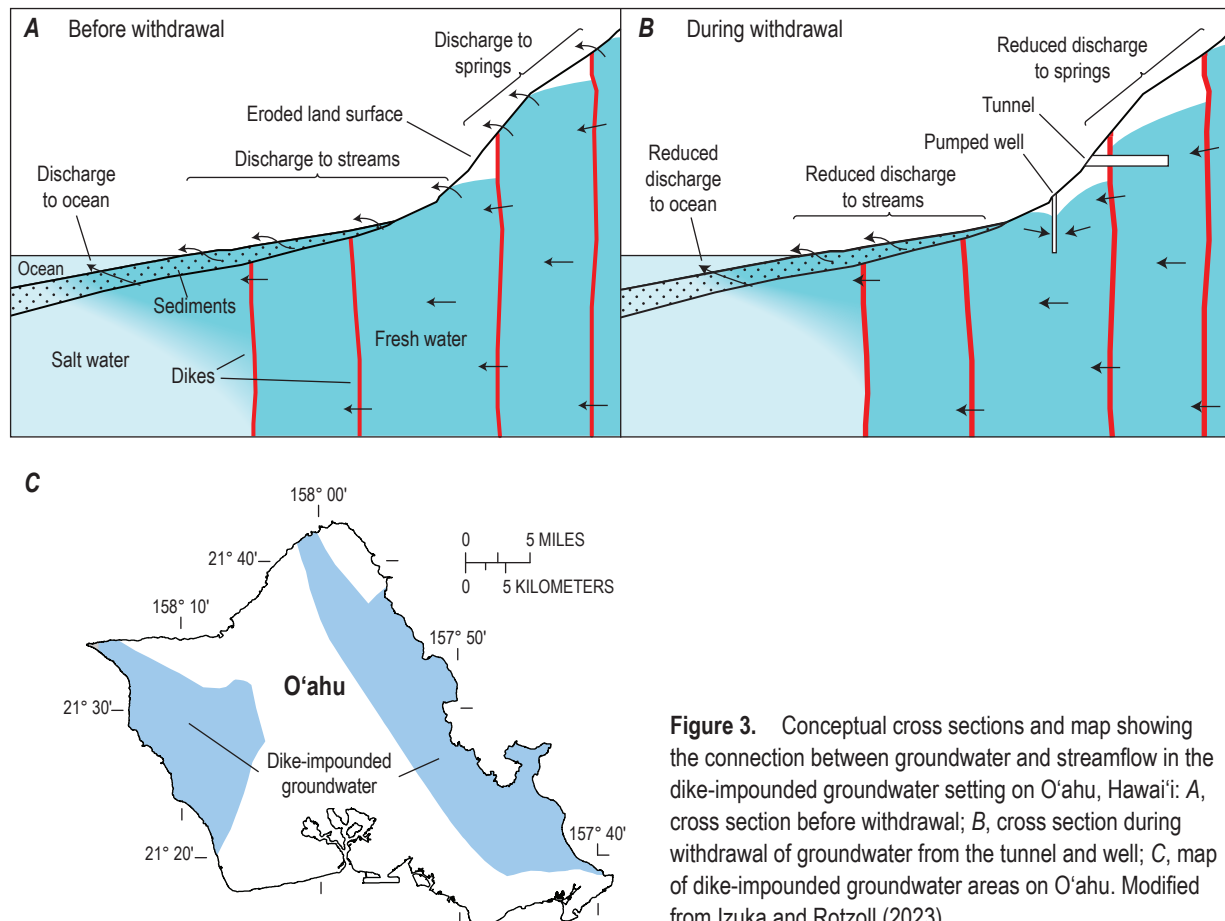 A Before withdrawal
Discharge to
springs
Eroded land surface
Discharge to streams
Discharge
to ocean
Ocean
Sediments
Salt water
Fresh water
Dikes
B During withdrawal
Reduced discharge
to springs
Tunnel
Pumped well
Reduced
discharge
to ocean
Reduced discharge
to streams
C
158° 00'
0 5 MILES
0 5 KILOMETERS
21° 40'
158° 10'
157° 50'
O‘ahu
21° 30'
Dike-impounded
groundwater
157° 40'
21° 20'
Figure 3. Conceptual cross sections and map showing
the connection between groundwater and streamflow in the
dike-impounded groundwater setting on O‘ahu, Hawai‘i: A,
cross section before withdrawal; B, cross section during
withdrawal of groundwater from the tunnel and well; C, map
of dike-impounded groundwater areas on O‘ahu. Modified
from Izuka and Rotzoll (2023)